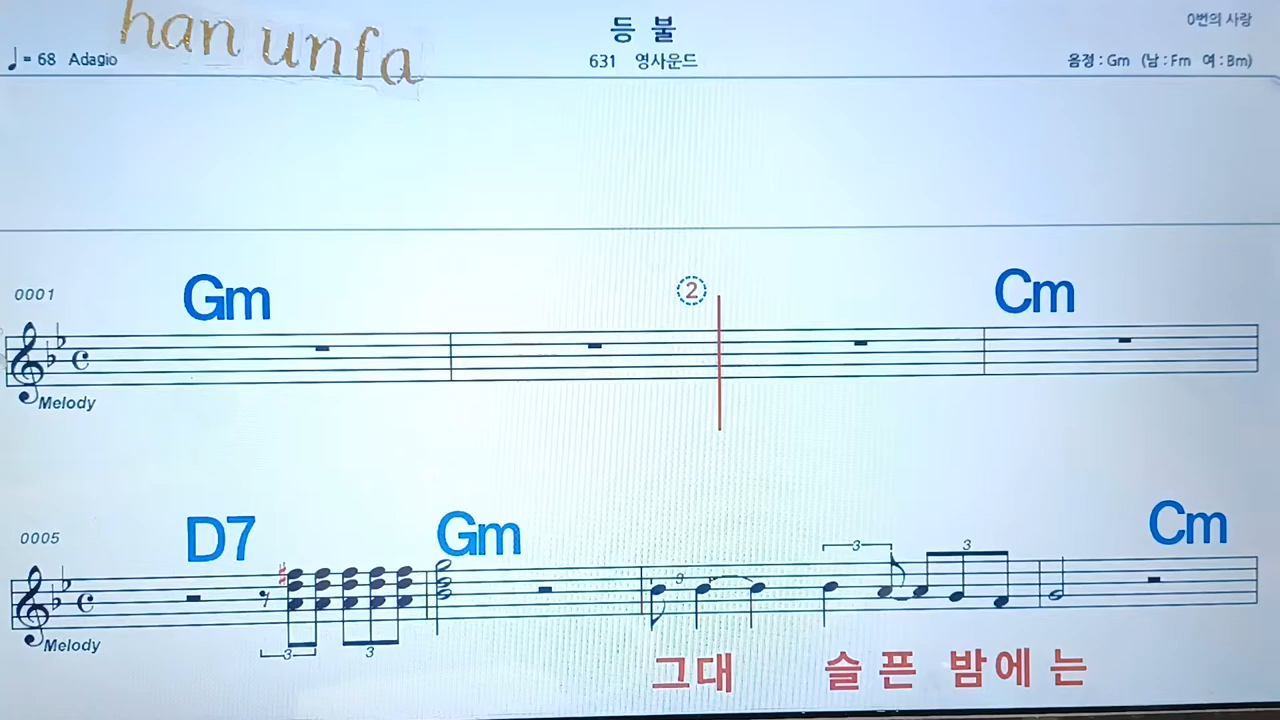 han unfa
등 불
0번의 사랑
♩= 68 Adagio
631 영사운드
음정 : Gm (남 : Fm 여 : Bm)
0001
Gm
②
Cm
Melody
0005
D7
Gm
Cm
3
3
3
3
3
Melody
그대 슬 픈 밤에 는